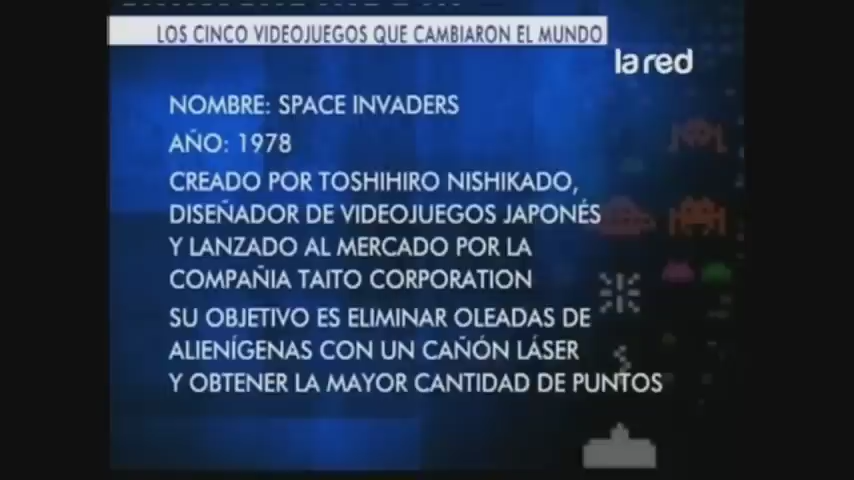 LOS CINCO VIDEOJUEGOS QUE CAMBIARON EL MUNDO
la red
NOMBRE: SPACE INVADERS
AÑO: 1978
CREADO POR TOSHIHIRO NISHIKADO,
DISEÑADOR DE VIDEOJUEGOS JAPONÉS
Y LANZADO AL MERCADO POR LA
COMPAÑIA TAITO CORPORATION
SU OBJETIVO ES ELIMINAR OLEADAS DE
ALIENÍGENAS CON UN CAÑÓN LÁSER
Y OBTENER LA MAYOR CANTIDAD DE PUNTOS